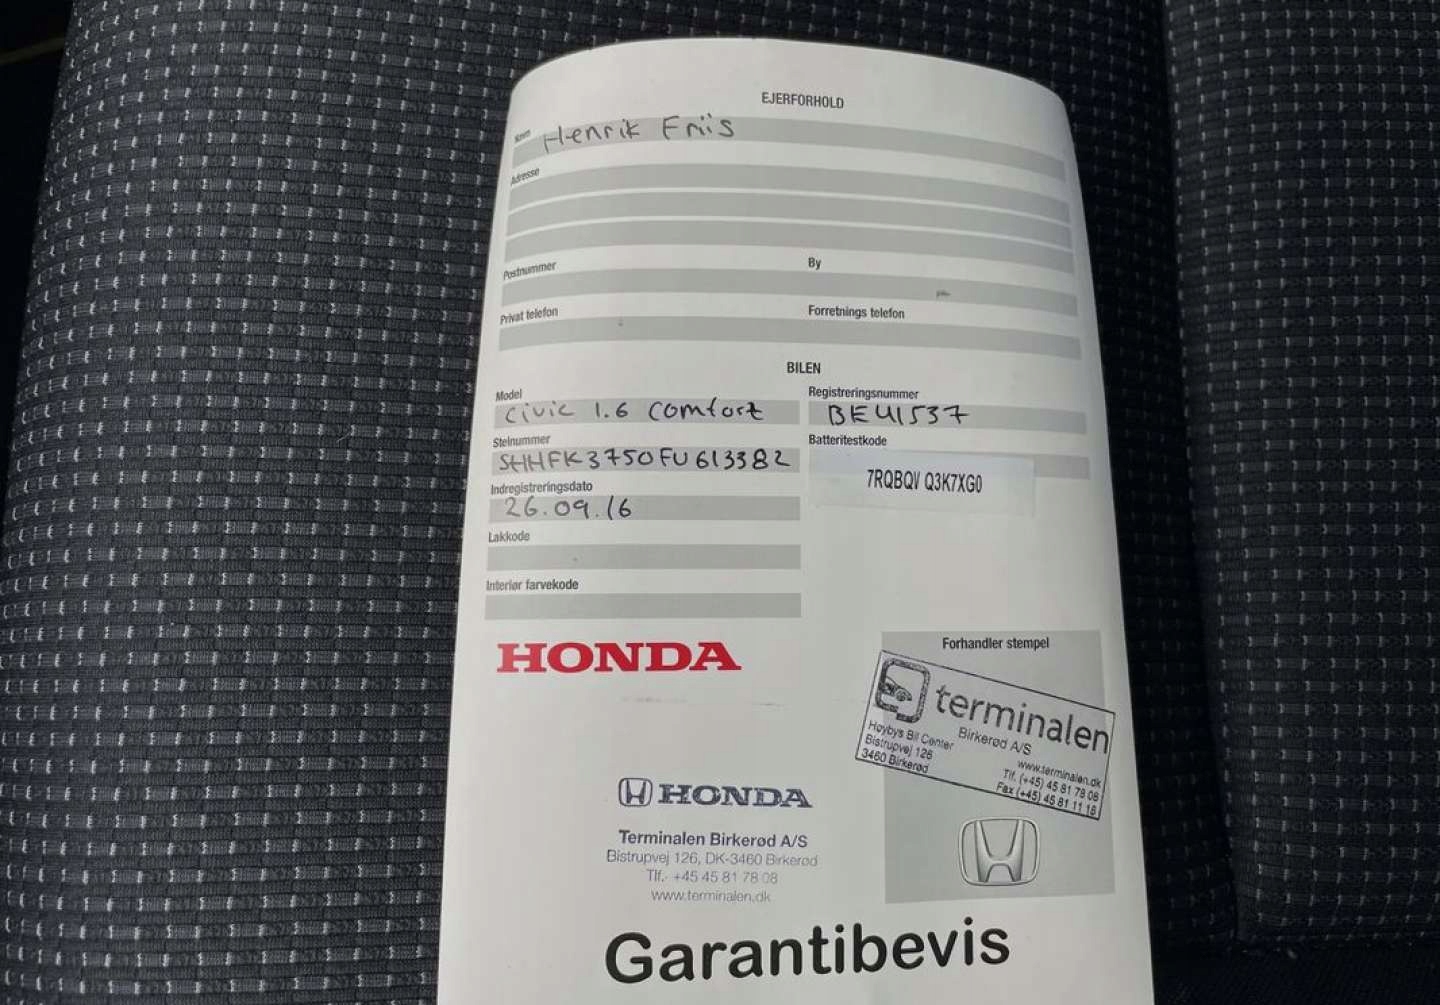 EJERFORHOLD
Navn Henrik Friis
Adresse
Postnummer By
Privat telefon Forretnings telefon
BILEN
Model Registreringsnummer
Civic 1.6 Comfort BE41537
Stelnummer Batteritestkode
SHHFK3750FU613382 7RQBQV Q3K7XG0
Indregistreringsdato
26.09.16
Lakkode
Interiør farvekode
HONDA
Forhandler stempel
terminalen
Birkerød A/S
Høybys Bil Center
Bistrupvej 126
3460 Birkerød
www.terminalen.dk
Tlf. (+45) 45 81 78 08
Fax (+45) 45 81 11 18
HONDA
Terminalen Birkerød A/S
Bistrupvej 126, DK-3460 Birkerød
Tlf. +45 45 81 78 08
www.terminalen.dk
Garantibevis